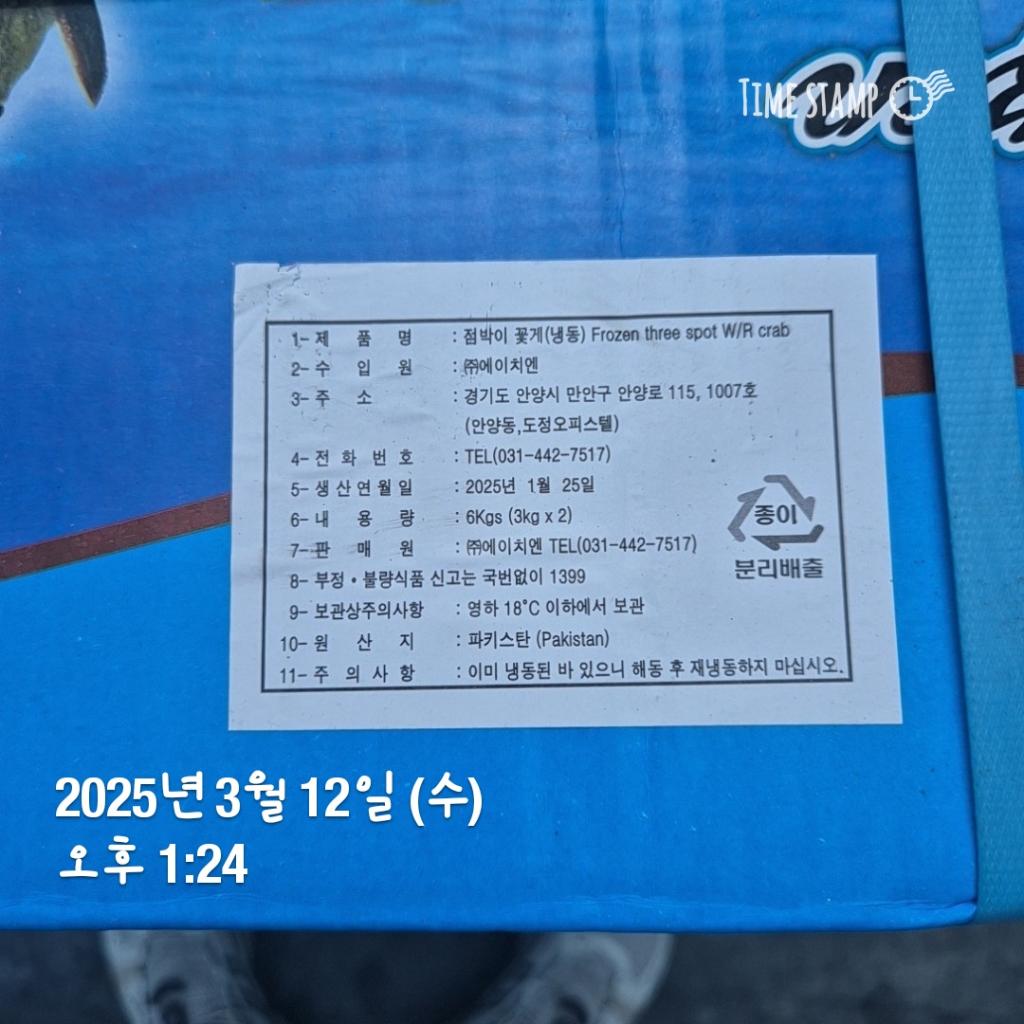 TIME STAMP
1- 제 품 명 : 점박이 꽃게(냉동) Frozen three spot W/R crab
2- 수 입 원 : ㈜에이치엔
3- 주 소 : 경기도 안양시 만안구 안양로 115, 1007호
(안양동,도정오피스텔)
4- 전 화 번 호 : TEL(031-442-7517)
5- 생 산 연 월 일 : 2025년 1월 25일
6- 내 용 량 : 6Kgs (3kg x 2)
7- 판 매 원 : ㈜에이치엔 TEL(031-442-7517)
8- 부정 • 불량식품 신고는 국번없이 1399
9- 보관상주의사항 : 영하 18°C 이하에서 보관
10- 원 산 지 : 파키스탄 (Pakistan)
11- 주 의 사 항 : 이미 냉동된 바 있으니 해동 후 재냉동하지 마십시오.
종이
분리배출
2025년 3월 12일 (수)
오후 1:24